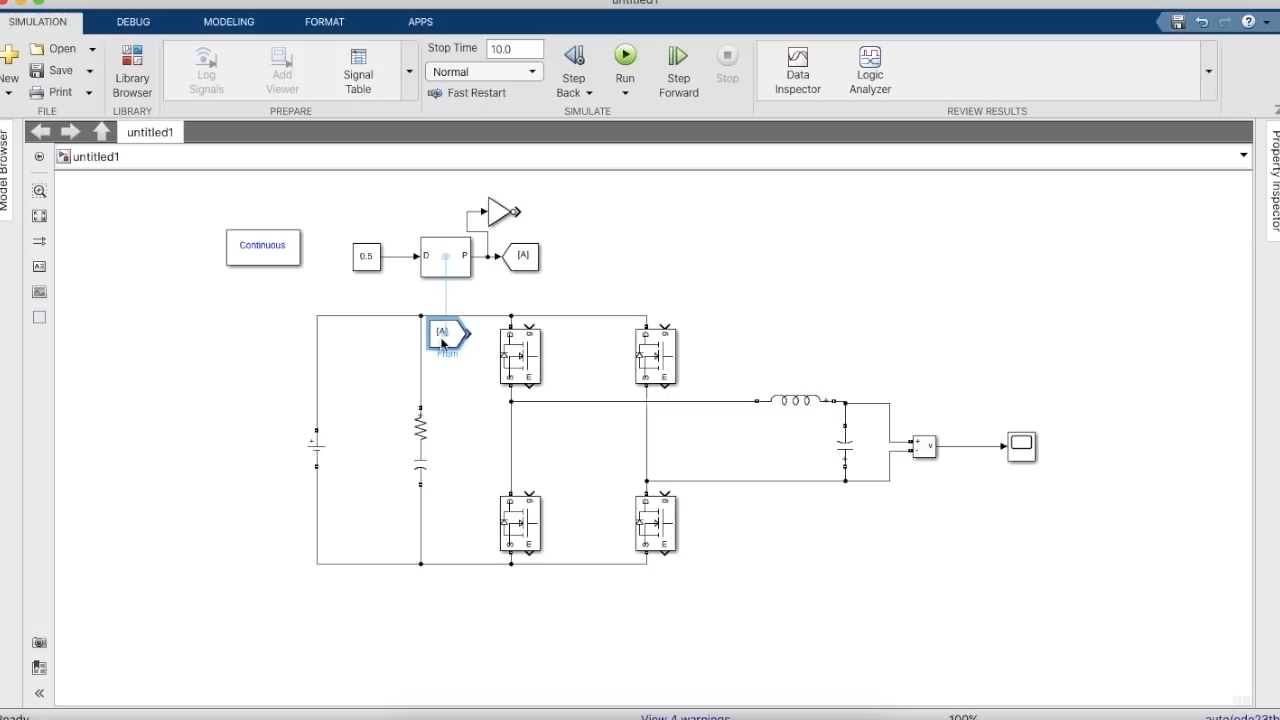 untitled1
SIMULATION DEBUG MODELING FORMAT APPS
New Open Save Print
Library Browser
Log Signals
Add Viewer
Signal Table
Stop Time 10.0
Normal
Fast Restart
Step Back
Run
Step Forward
Stop
Data Inspector
Logic Analyzer
FILE LIBRARY PREPARE SIMULATE REVIEW RESULTS
untitled1
untitled1
Model Browser
Property Inspector
Continuous
0.5
D P
[A]
[A]
From
D g
D g
S m
S m
+
+ v
-
D g
D g
S m
S m
Ready View 4 warnings 100%